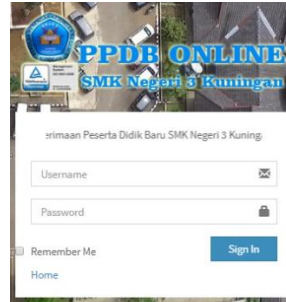 PPDB ONLINE
SMK Negeri 3 Kuningan
erimaan Peserta Didik Baru SMK Negeri 3 Kuning
Username
Password
Remember Me
Sign In
Home